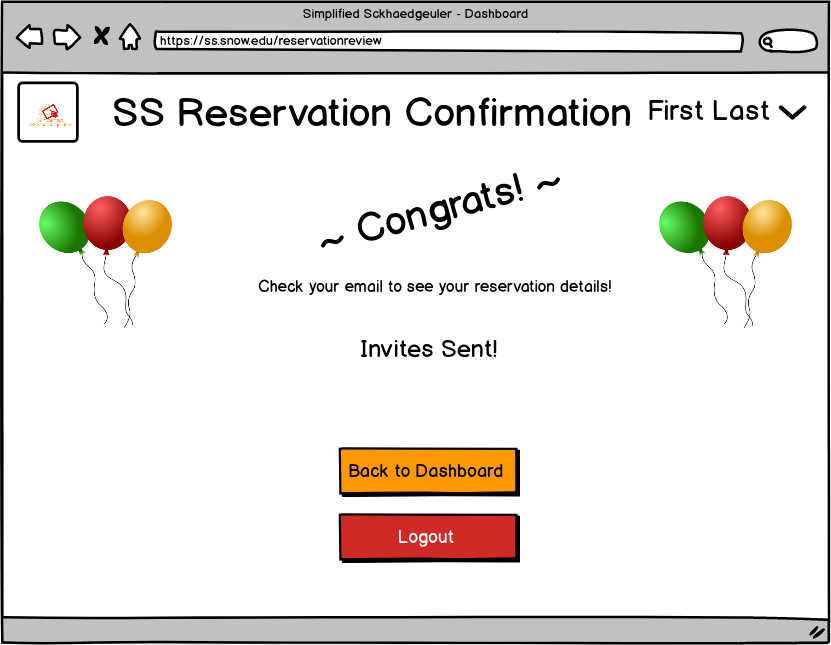 Simplified Sckhaedgeuler - Dashboard
https://ss.snow.edu/reservationreview
SS Reservation Confirmation
First Last
~ Congrats! ~
Check your email to see your reservation details!
Invites Sent!
Back to Dashboard
Logout